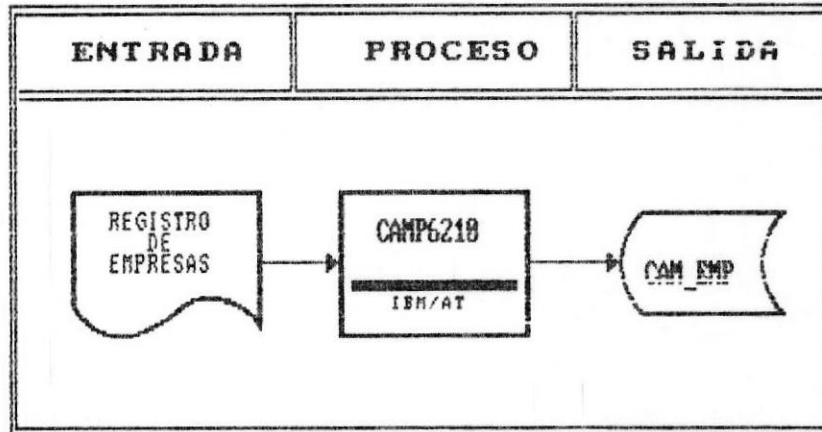 ENTRADA
PROCESO
SALIDA
REGISTRO
DE
EMPRESAS
CAMP6210
IBM/AT
CAM_EMP